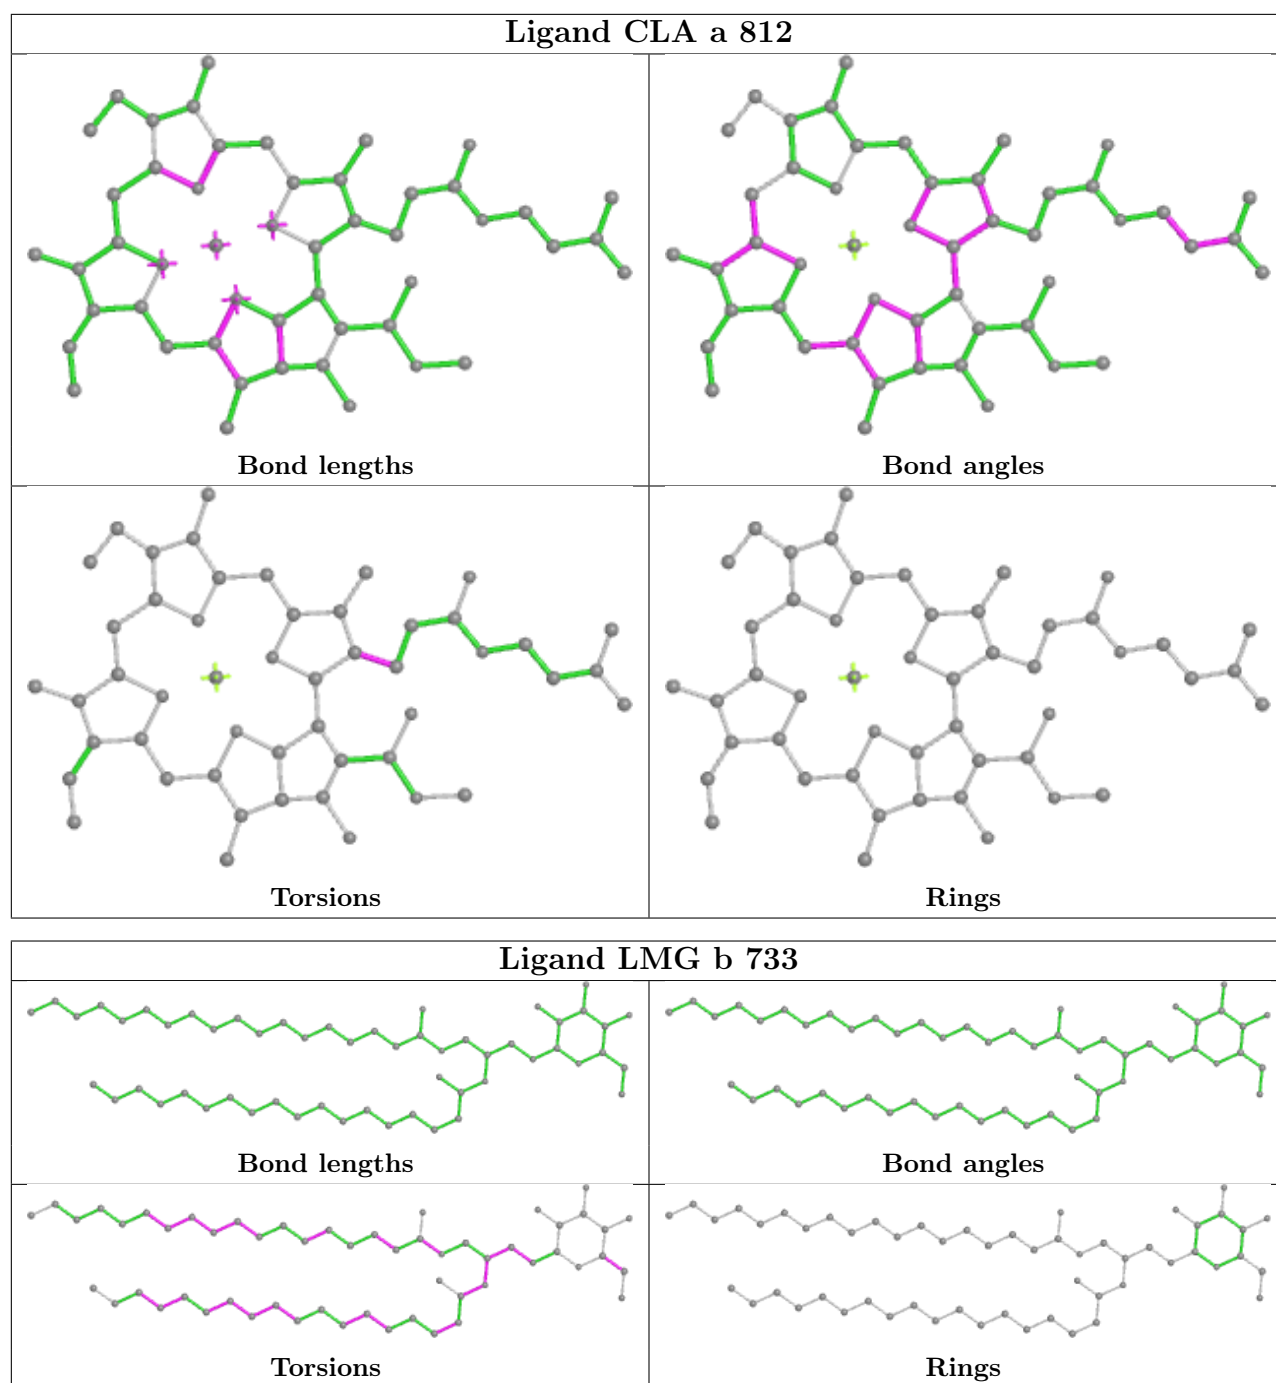 Ligand CLA a 812
Bond lengths
Bond angles
Torsions
Rings
Ligand LMG b 733
Bond lengths
Bond angles
Torsions
Rings